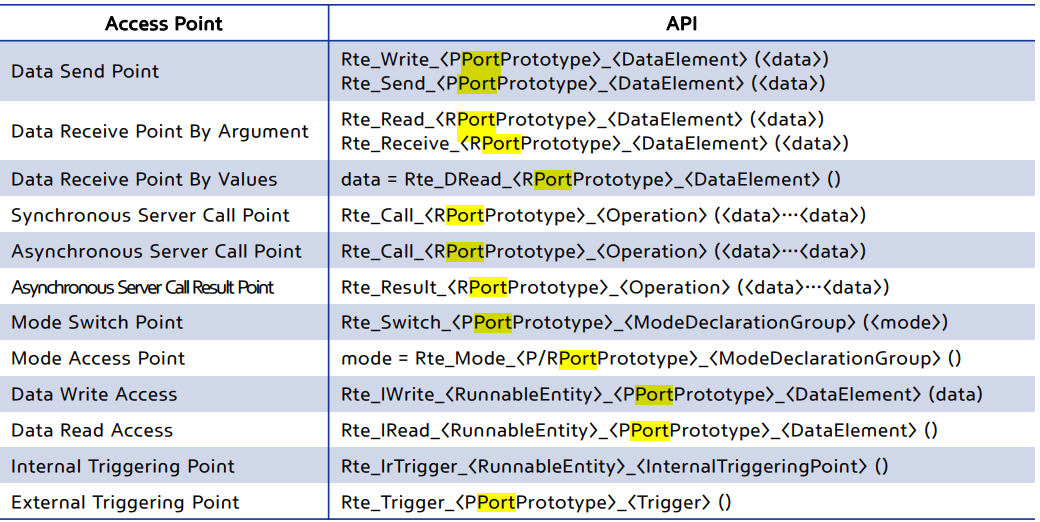 Access Point API
Data Send Point
Rte_Write_<PPortPrototype>_<DataElement> (<data>)
Rte_Send_<PPortPrototype>_<DataElement> (<data>)
Data Receive Point By Argument
Rte_Read_<RPortPrototype>_<DataElement> (<data>)
Rte_Receive_<RPortPrototype>_<DataElement> (<data>)
Data Receive Point By Values data = Rte_DRead_<RPortPrototype>_<DataElement> ()
Synchronous Server Call Point Rte_Call_<RPortPrototype>_<Operation> (<data>⋯<data>)
Asynchronous Server Call Point Rte_Call_<RPortPrototype>_<Operation> (<data>⋯<data>)
Asynchronous Server Call Result Point Rte_Result_<RPortPrototype>_<Operation> (<data>⋯<data>)
Mode Switch Point Rte_Switch_<PPortPrototype>_<ModeDeclarationGroup> (<mode>)
Mode Access Point mode = Rte_Mode_<P/RPortPrototype>_<ModeDeclarationGroup> ()
Data Write Access Rte_IWrite_<RunnableEntity>_<PPortPrototype>_<DataElement> (data)
Data Read Access Rte_IRead_<RunnableEntity>_<PPortPrototype>_<DataElement> ()
Internal Triggering Point Rte_IrTrigger_<RunnableEntity>_<InternalTriggeringPoint> ()
External Triggering Point Rte_Trigger_<PPortPrototype>_<Trigger> ()